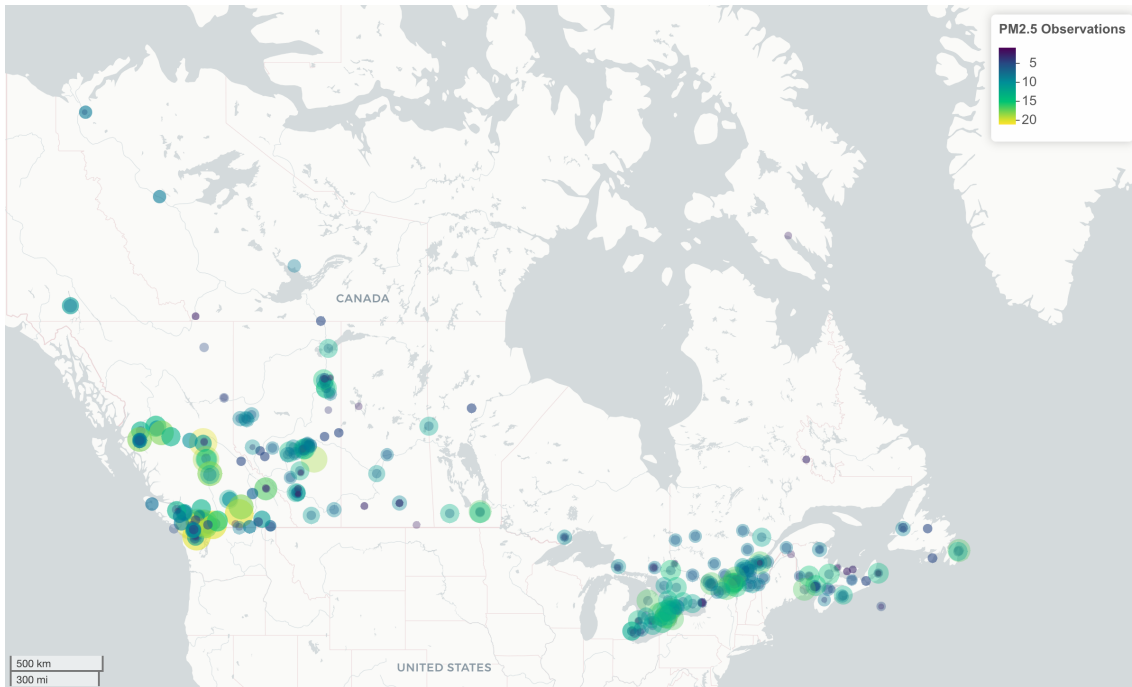 PM2.5 Observations
5
10
15
20
CANADA
UNITED STATES
500 km
300 mi